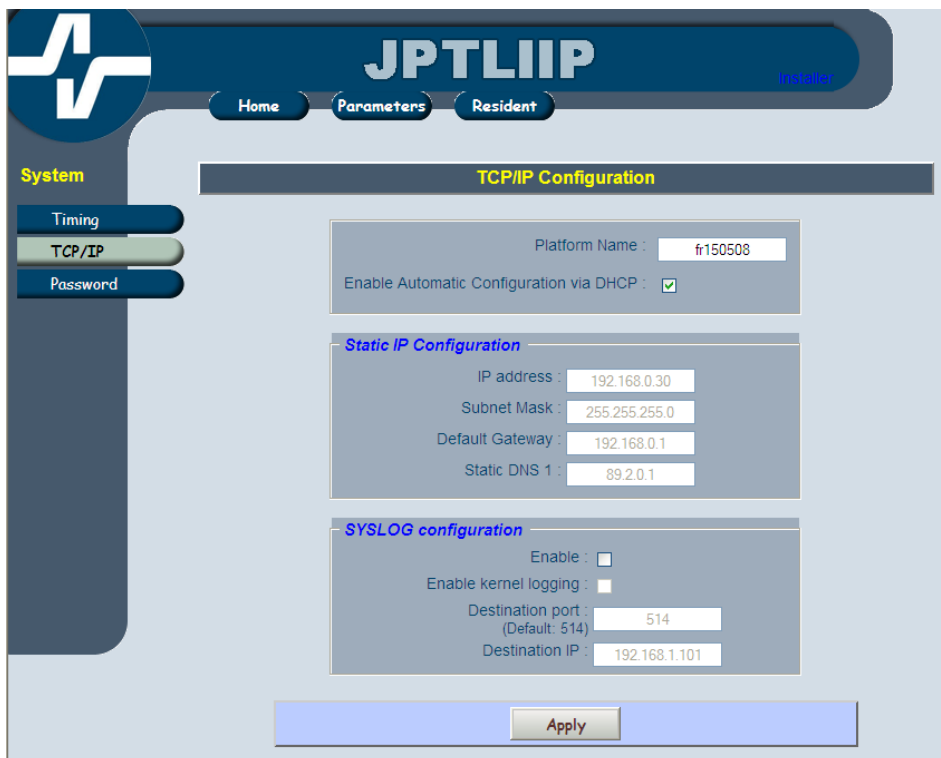 JPTLIIP
Installer
Home Parameters Resident
System
Timing
TCP/IP
Password
TCP/IP Configuration
Platform Name : fr150508
Enable Automatic Configuration via DHCP :
Static IP Configuration
IP address : 192.168.0.30
Subnet Mask : 255.255.255.0
Default Gateway : 192.168.0.1
Static DNS 1 : 89.2.0.1
SYSLOG configuration
Enable :
Enable kernel logging :
Destination port : 514
(Default: 514)
Destination IP : 192.168.1.101
Apply